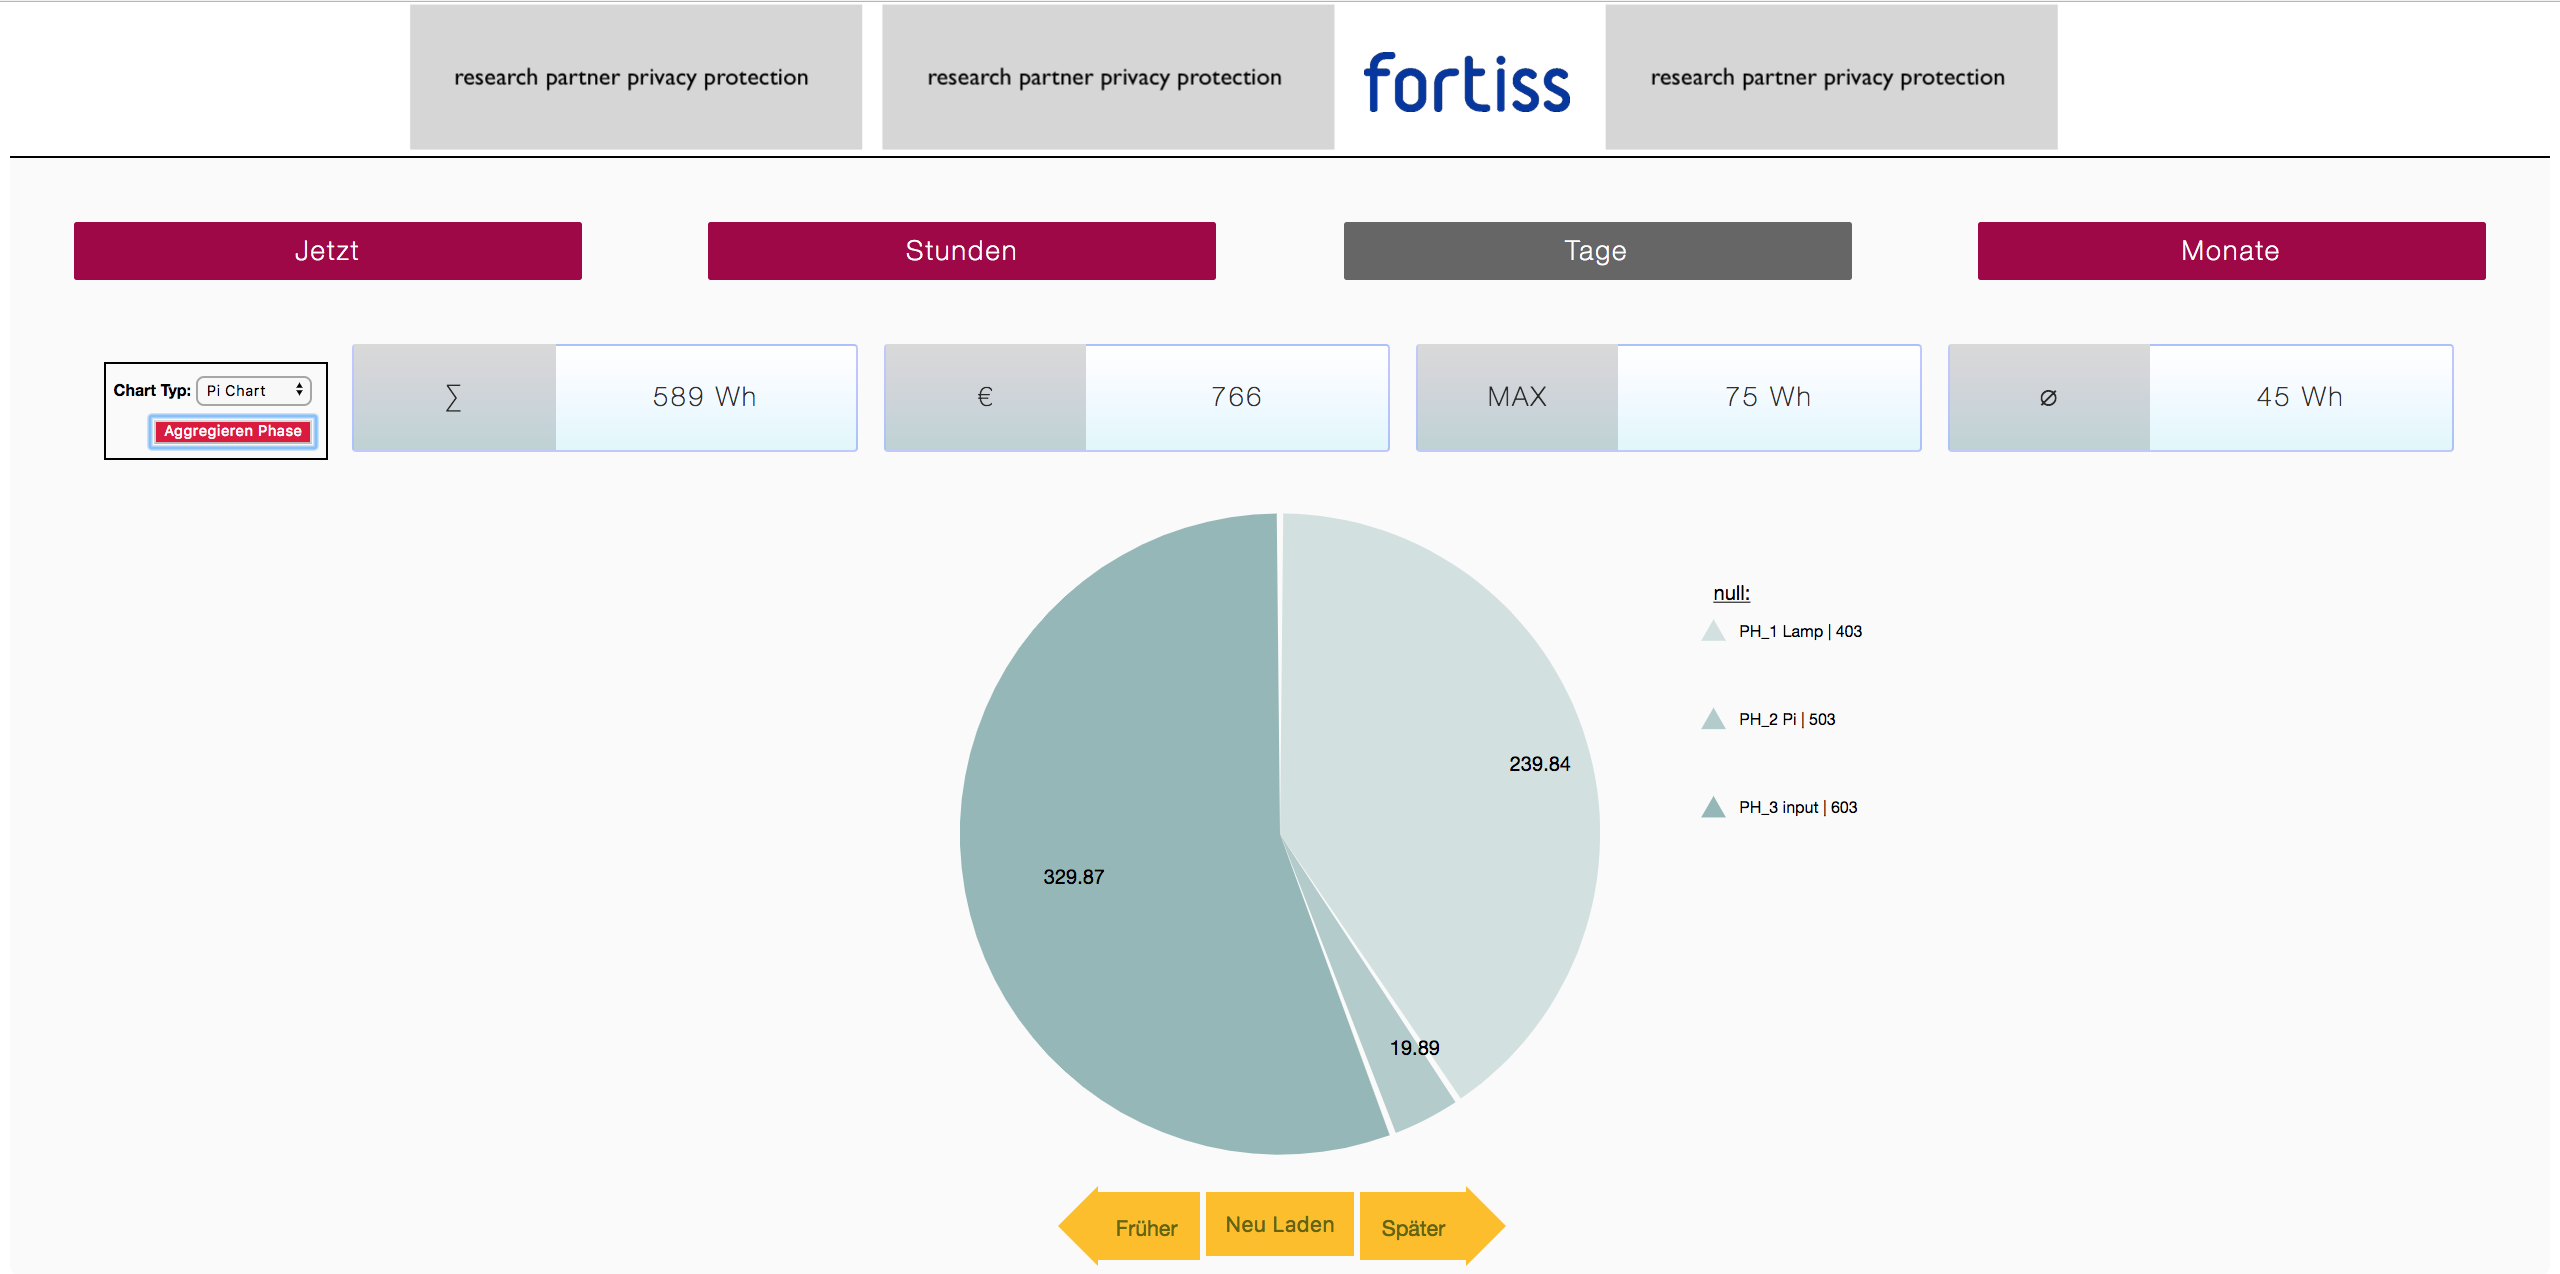 research partner privacy protection
research partner privacy protection
fortiss
research partner privacy protection
Jetzt
Stunden
Tage
Monate
Chart Typ: Pi Chart
Aggregieren Phase
∑
589 Wh
€
766
MAX
75 Wh
⌀
45 Wh
null:
PH_1 Lamp | 403
PH_2 Pi | 503
PH_3 input | 603
239.84
329.87
19.89
Früher
Neu Laden
Später